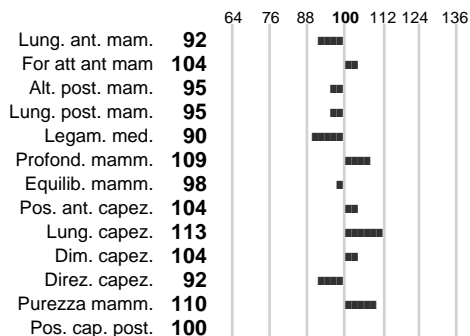 64 76 88 100 112 124 136
Lung. ant. mam. 92
For att ant mam 104
Alt. post. mam. 95
Lung. post. mam. 95
Legam. med. 90
Profond. mamm. 109
Equilib. mamm. 98
Pos. ant. capez. 104
Lung. capez. 113
Dim. capez. 104
Direz. capez. 92
Purezza mamm. 110
Pos. cap. post. 100